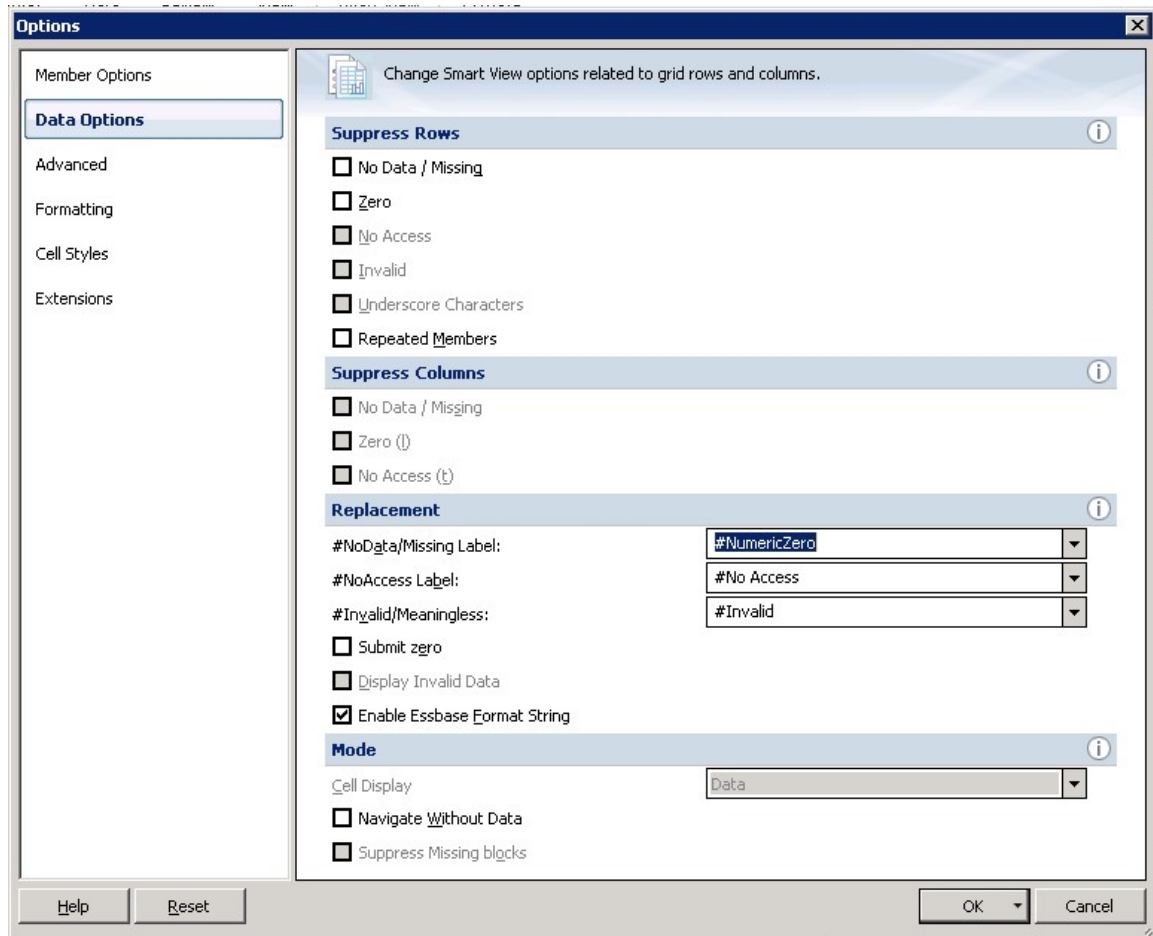 Options
Member Options
Data Options
Advanced
Formatting
Cell Styles
Extensions
Change Smart View options related to grid rows and columns.
Suppress Rows
No Data / Missing
Zero
No Access
Invalid
Underscore Characters
Repeated Members
Suppress Columns
No Data / Missing
Zero (l)
No Access (t)
Replacement
#NoData/Missing Label: #NumericZero
#NoAccess Label: #No Access
#Invalid/Meaningless: #Invalid
Submit zero
Display Invalid Data
Enable Essbase Format String
Mode
Cell Display Data
Navigate Without Data
Suppress Missing blocks
Help Reset OK Cancel